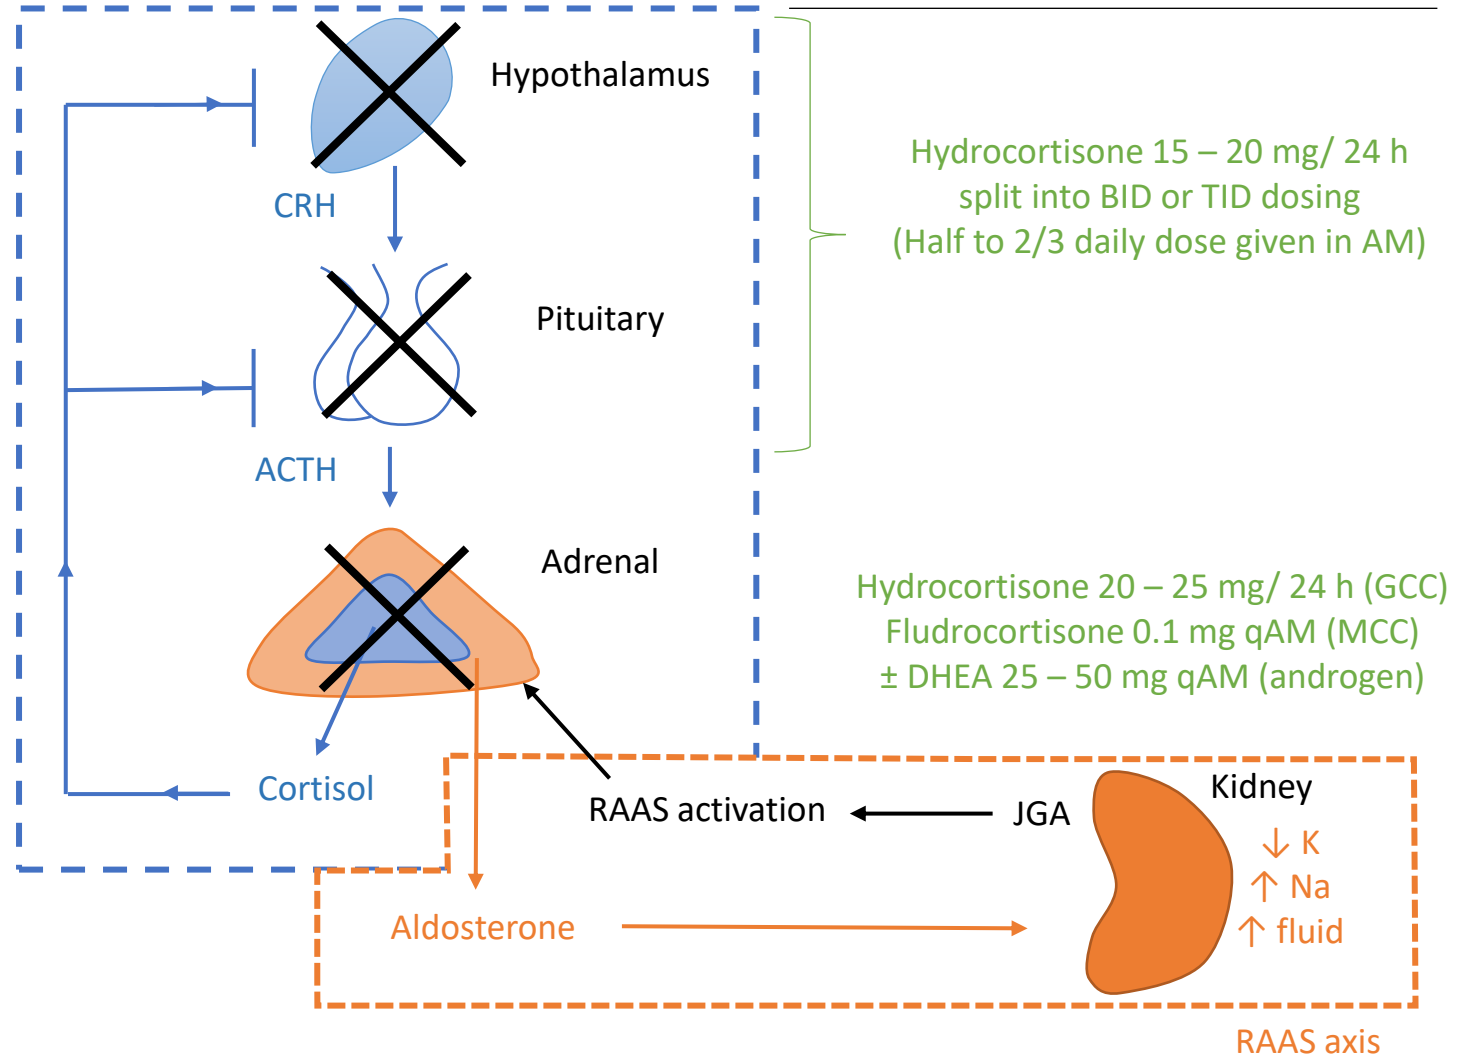 Hypothalamus
CRH
Hydrocortisone 15 – 20 mg/ 24 h
split into BID or TID dosing
(Half to 2/3 daily dose given in AM)
Pituitary
ACTH
Adrenal
Hydrocortisone 20 – 25 mg/ 24 h (GCC)
Fludrocortisone 0.1 mg qAM (MCC)
± DHEA 25 – 50 mg qAM (androgen)
Cortisol
RAAS activation
JGA
Kidney
↓ K
↑ Na
↑ fluid
Aldosterone
RAAS axis